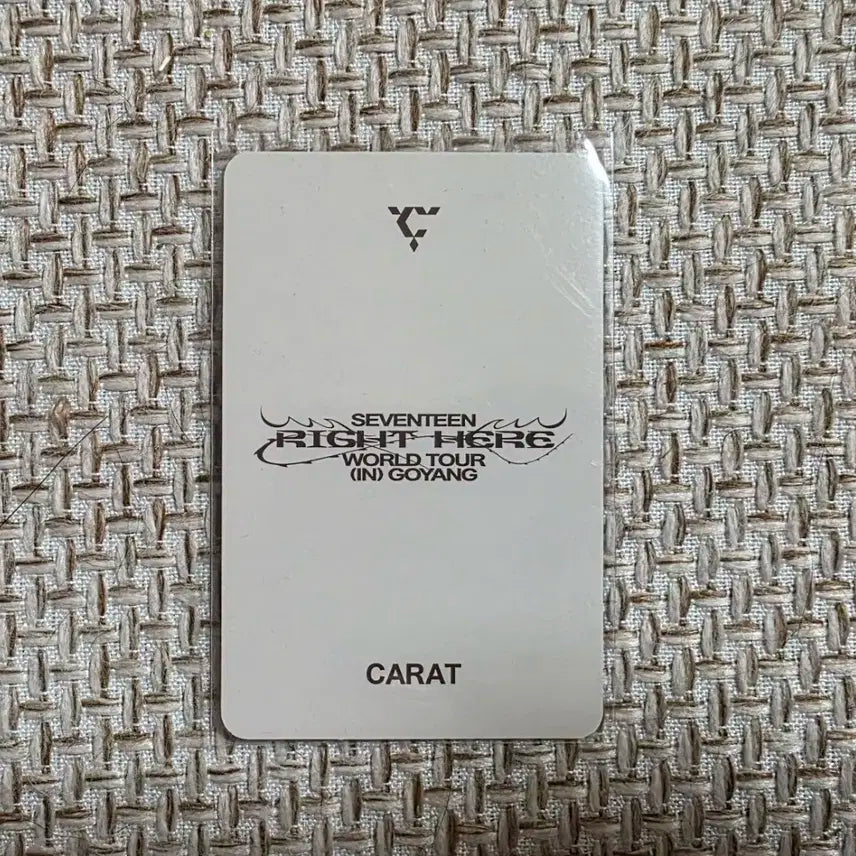 SEVENTEEN
RIGHT HERE
WORLD TOUR
(IN) GOYANG
CARAT